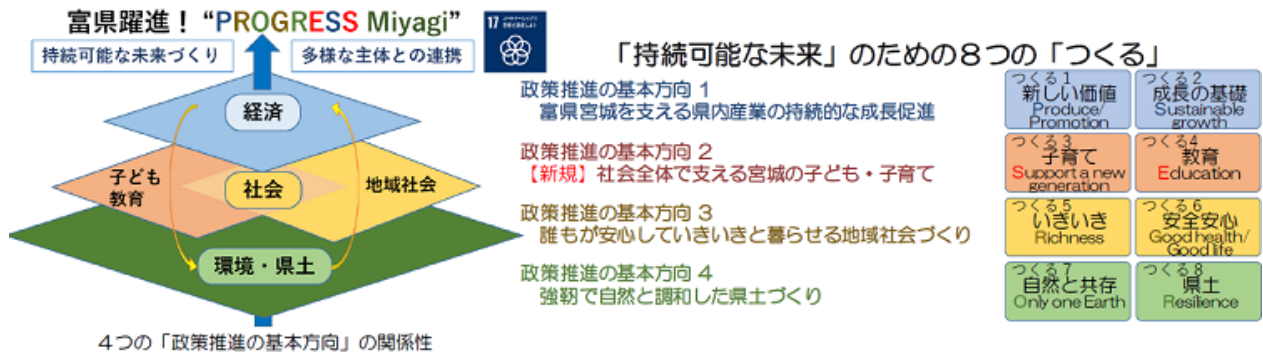 富県躍進！“PROGRESS Miyagi”
持続可能な未来づくり
多様な主体との連携
17
経済
子ども
教育
社会
地域社会
環境・県土
４つの「政策推進の基本方向」の関係性
「持続可能な未来」のための８つの「つくる」
政策推進の基本方向 1
富県宮城を支える県内産業の持続的な成長促進
政策推進の基本方向 2
【新規】社会全体で支える宮城の子ども・子育て
政策推進の基本方向 3
誰もが安心していきいきと暮らせる地域社会づくり
政策推進の基本方向 4
強靭で自然と調和した県土づくり
つくる1
新しい価値
Produce/
Promotion
つくる2
成長の基礎
Sustainable
growth
つくる3
子育て
Support a new
generation
つくる4
教育
Education
つくる5
いきいき
Richness
つくる6
安全安心
Good health/
Good life
つくる7
自然と共存
Only one Earth
つくる8
県土
Resilience